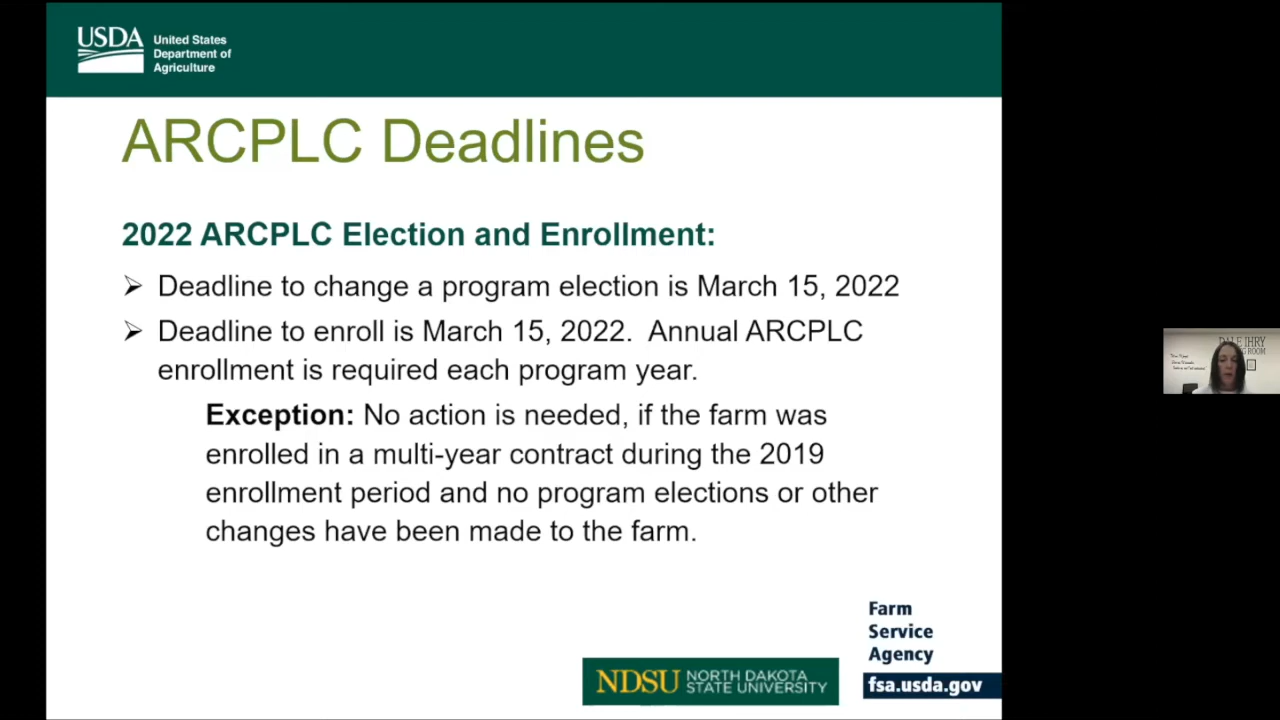 USDA
United States
Department of
Agriculture
ARCPLC Deadlines
2022 ARCPLC Election and Enrollment:
➢ Deadline to change a program election is March 15, 2022
➢ Deadline to enroll is March 15, 2022. Annual ARCPLC
enrollment is required each program year.
Exception: No action is needed, if the farm was
enrolled in a multi-year contract during the 2019
enrollment period and no program elections or other
changes have been made to the farm.
Farm
Service
Agency
fsa.usda.gov
NDSU NORTH DAKOTA
STATE UNIVERSITY
IHRY
ROOM